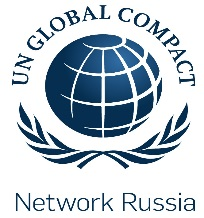 UN GLOBAL COMPACT
Network Russia